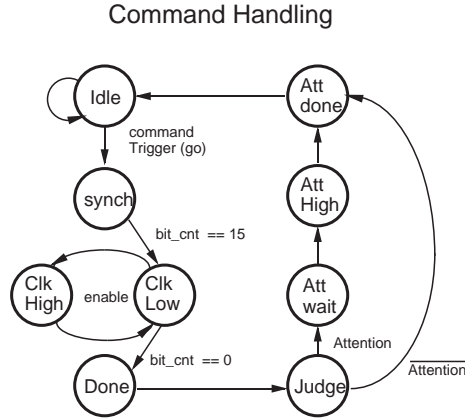 Command Handling
Idle
Att
done
command
Trigger (go)
synch
Att
High
bit_cnt == 15
Clk
High
enable
Clk
Low
Att
wait
Attention
bit_cnt == 0
Attention
Done
Judge